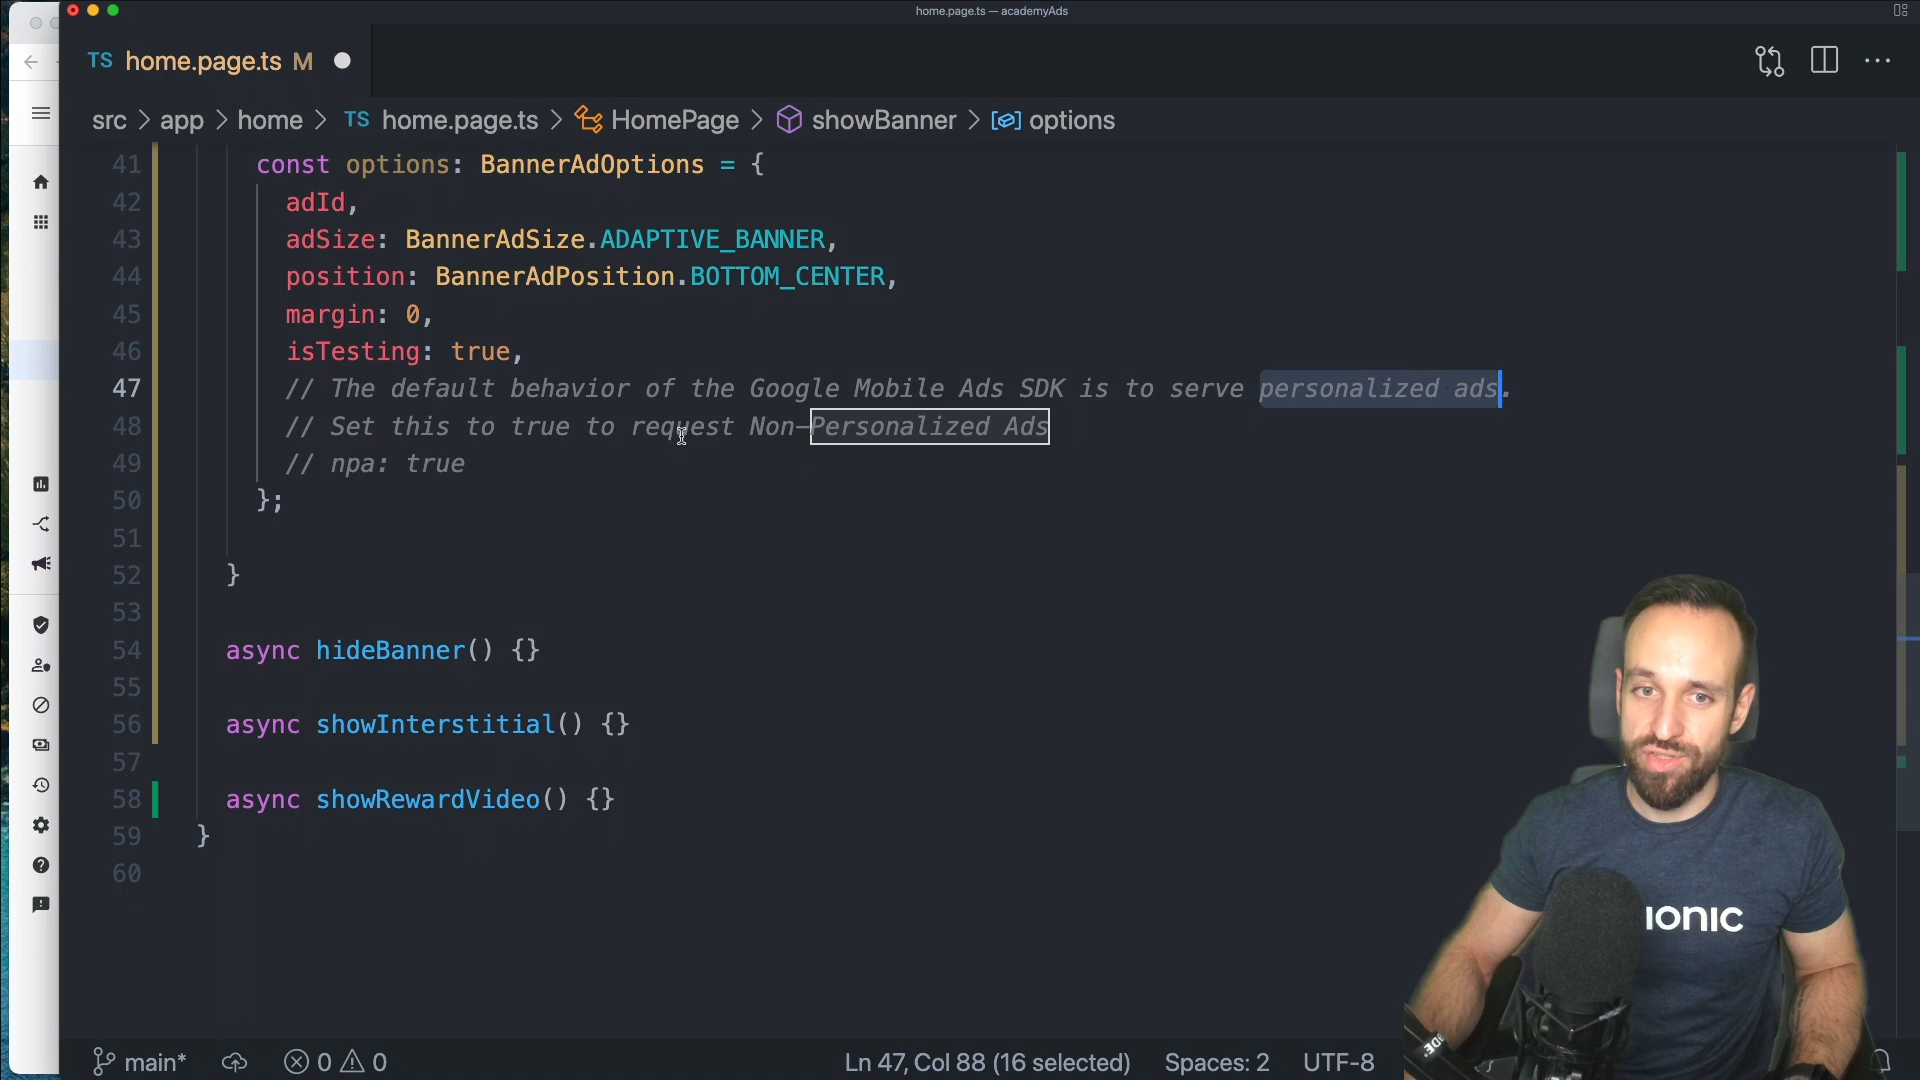 home.page.ts — academyAds
TS home.page.ts M
src > app > home > TS home.page.ts > HomePage > showBanner > options
41 const options: BannerAdOptions = {
42 adId,
43 adSize: BannerAdSize.ADAPTIVE_BANNER,
44 position: BannerAdPosition.BOTTOM_CENTER,
45 margin: 0,
46 isTesting: true,
47 // The default behavior of the Google Mobile Ads SDK is to serve personalized ads.
48 // Set this to true to request Non-Personalized Ads
49 // npa: true
50 };
51
52 }
53
54 async hideBanner() {}
55
56 async showInterstitial() {}
57
58 async showRewardVideo() {}
59 }
60
IONIC
main* 0 0 Ln 47, Col 88 (16 selected) Spaces: 2 UTF-8